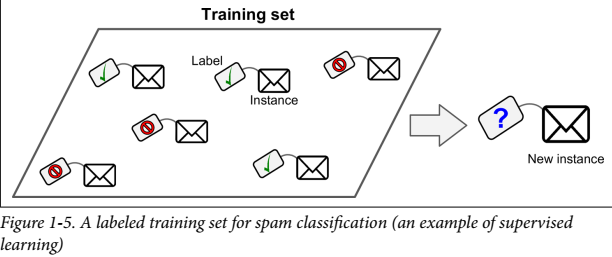 Training set
Label
Instance
?
New instance
Figure 1-5. A labeled training set for spam classification (an example of supervised
learning)